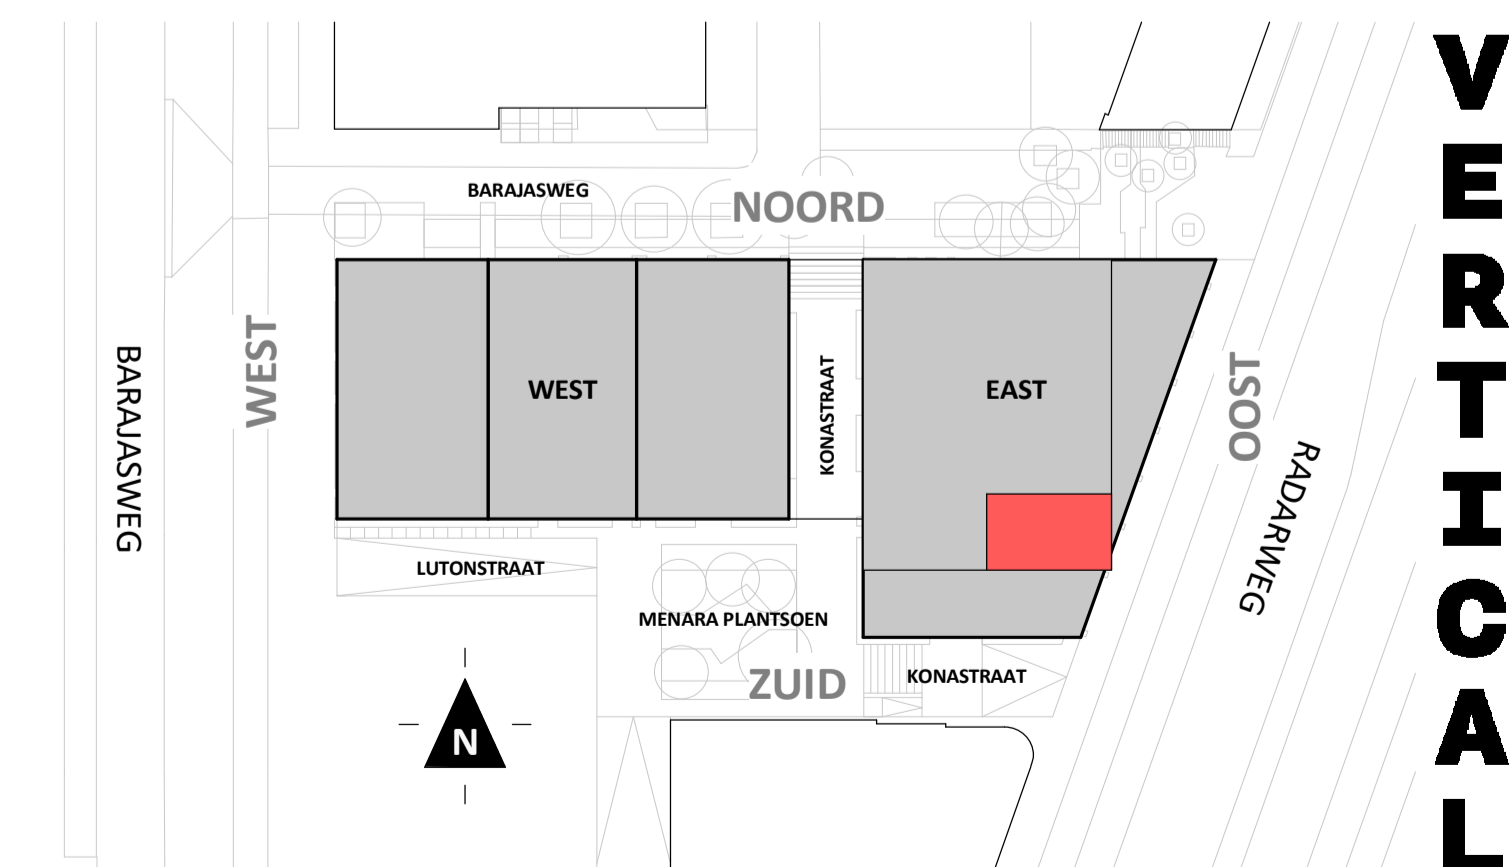 BARAJASWEG
NOORD
WEST
BARAJASWEG
WEST
KONASTRAAT
EAST
OOST
RADARWEG
LUTONSTRAAT
MENARA PLANTSOEN
ZUID
KONASTRAAT
N
VERTICAL